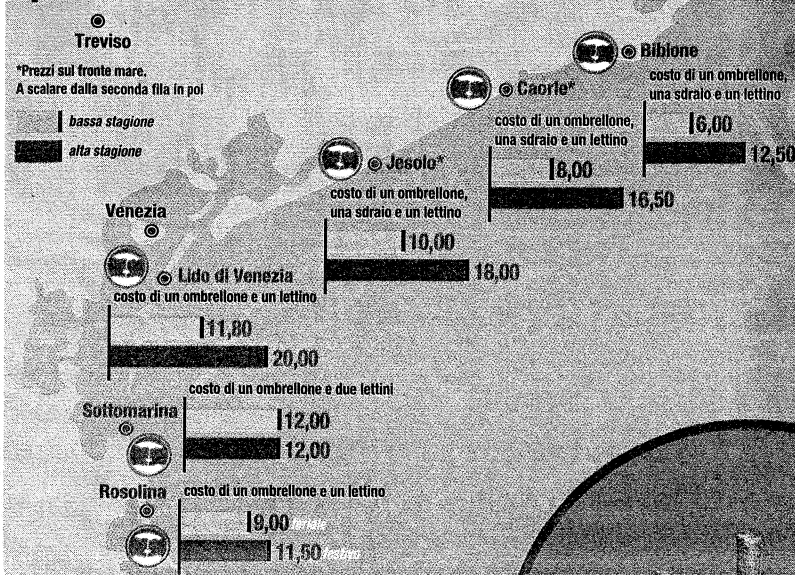 Treviso
*Prezzi sul fronte mare.
A scalare dalla seconda fila in poi
bassa stagione
alta stagione
Bibione
costo di un ombrellone,
una sdraio e un lettino
6,00
12,50
Caorle*
costo di un ombrellone,
una sdraio e un lettino
8,00
16,50
Jesolo*
costo di un ombrellone,
una sdraio e un lettino
10,00
18,00
Venezia
Lido di Venezia
costo di un ombrellone e un lettino
11,80
20,00
Sottomarina
costo di un ombrellone e due lettini
12,00
12,00
Rosolina
costo di un ombrellone e un lettino
9,00 feriale
11,50 festivo